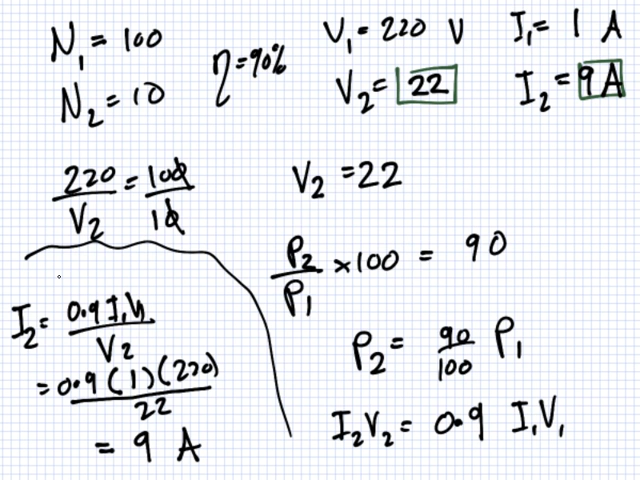 N₁ = 100
N₂ = 10
η = 90%
V₁ = 220 V
I₁ = 1 A
V₂ = 22
I₂ = 9 A
220/V₂ = 100/10
V₂ = 22
P₂/P₁ × 100 = 90
P₂ = 90/100 P₁
I₂V₂ = 0.9 I₁V₁
I₂ = 0.9 I₁V₁/V₂
= 0.9 (1) (220)/22
= 9 A